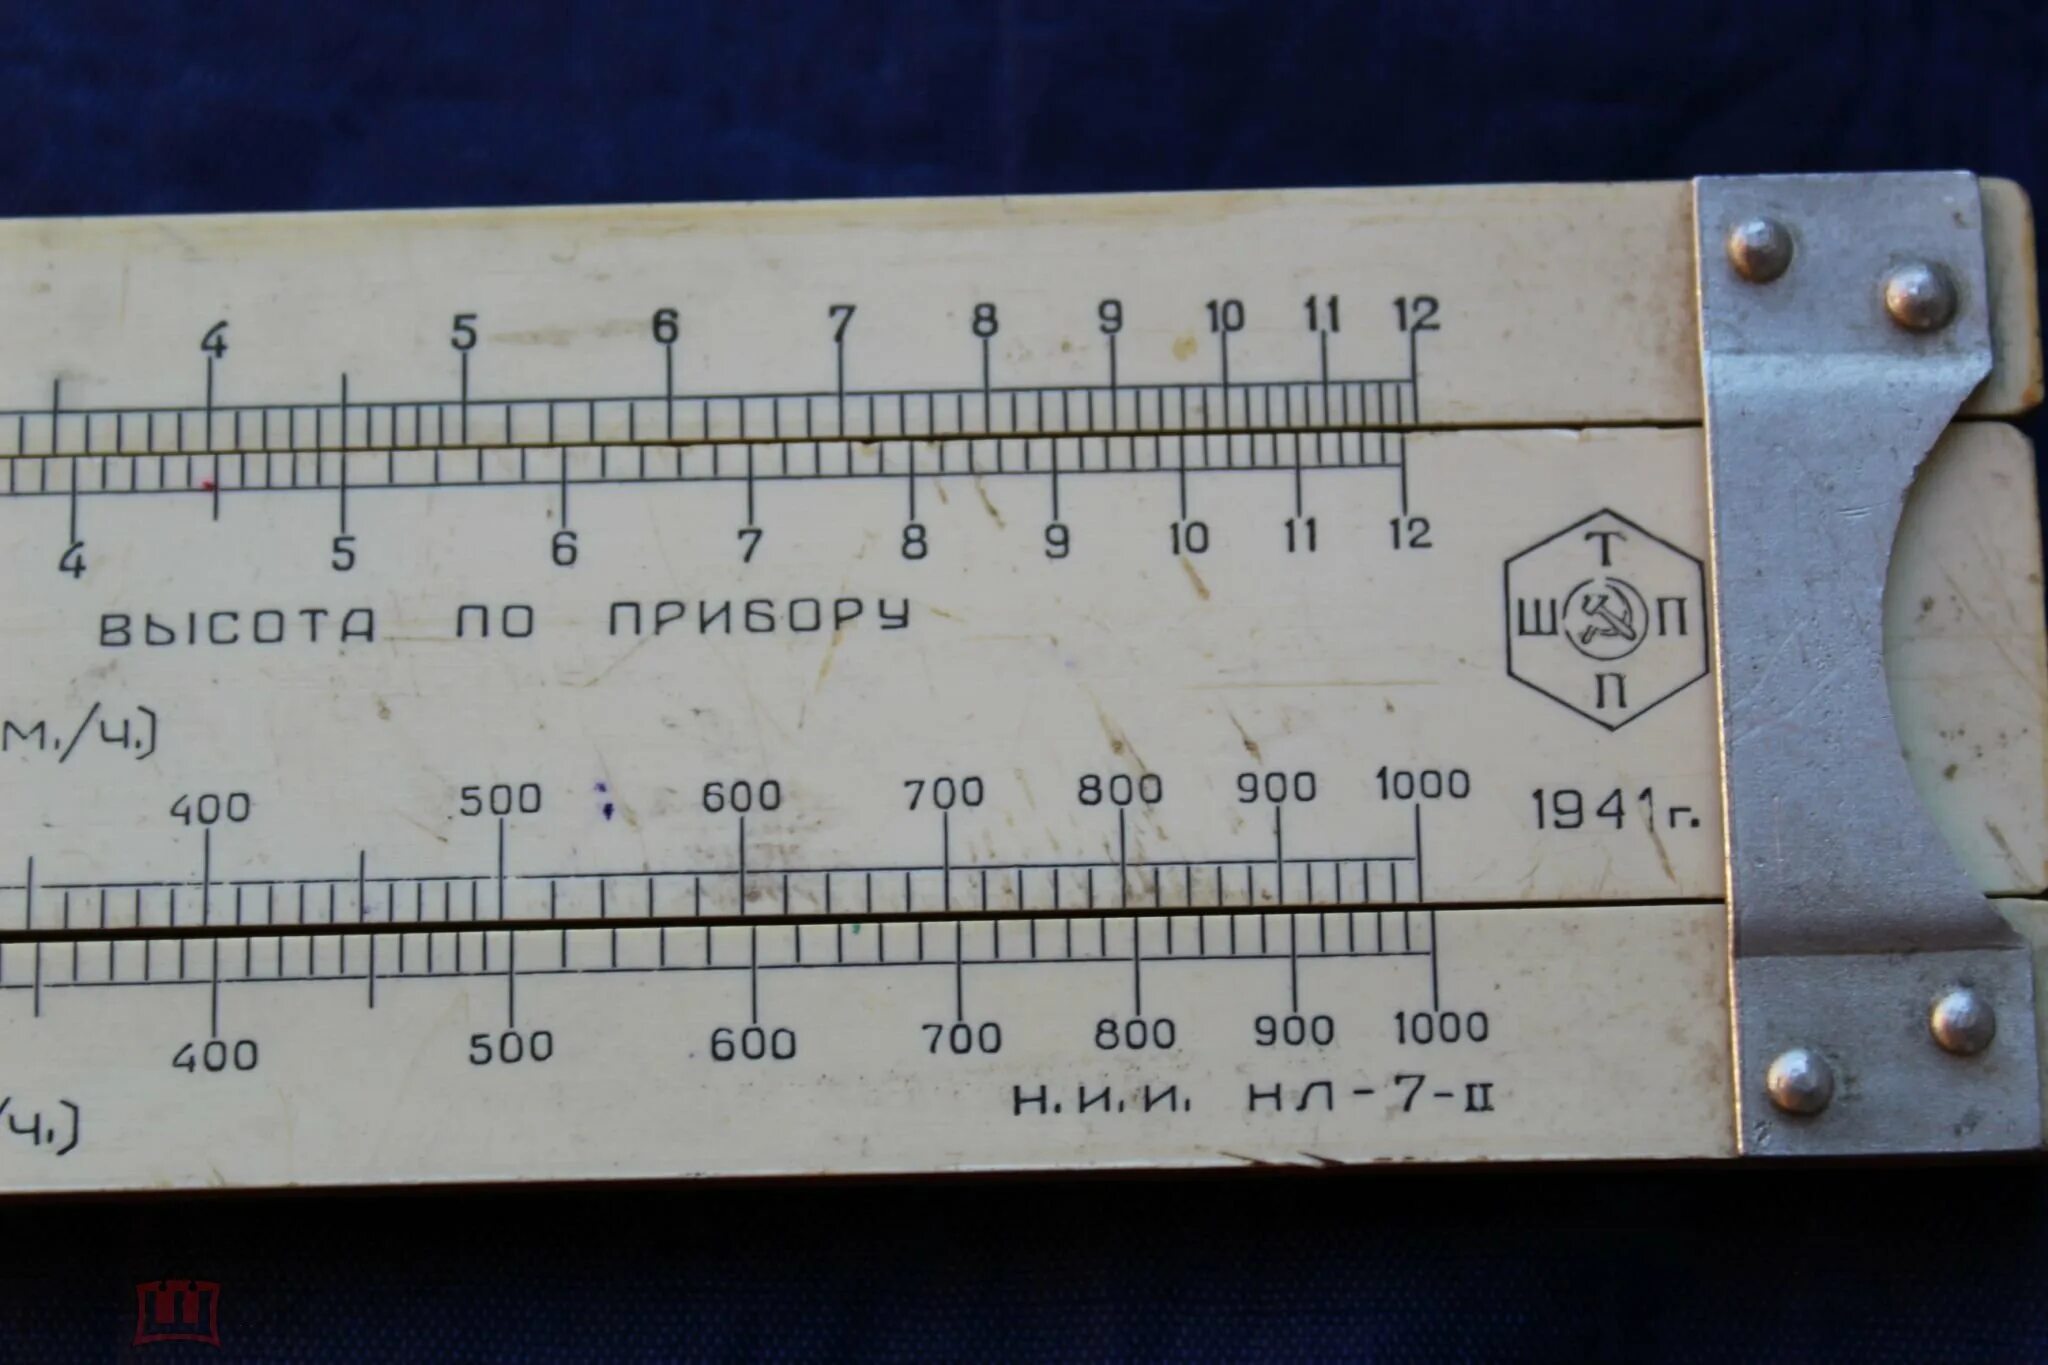 4 5 6 7 8 9 10 11 12
4 5 6 7 8 9 10 11 12
ВЫСОТА ПО ПРИБОРУ
Т
Ш П
П
м./ч.)
400 500 600 700 800 900 1000
1941г.
400 500 600 700 800 900 1000
Н.И.И. НЛ-7-II
/ч.)